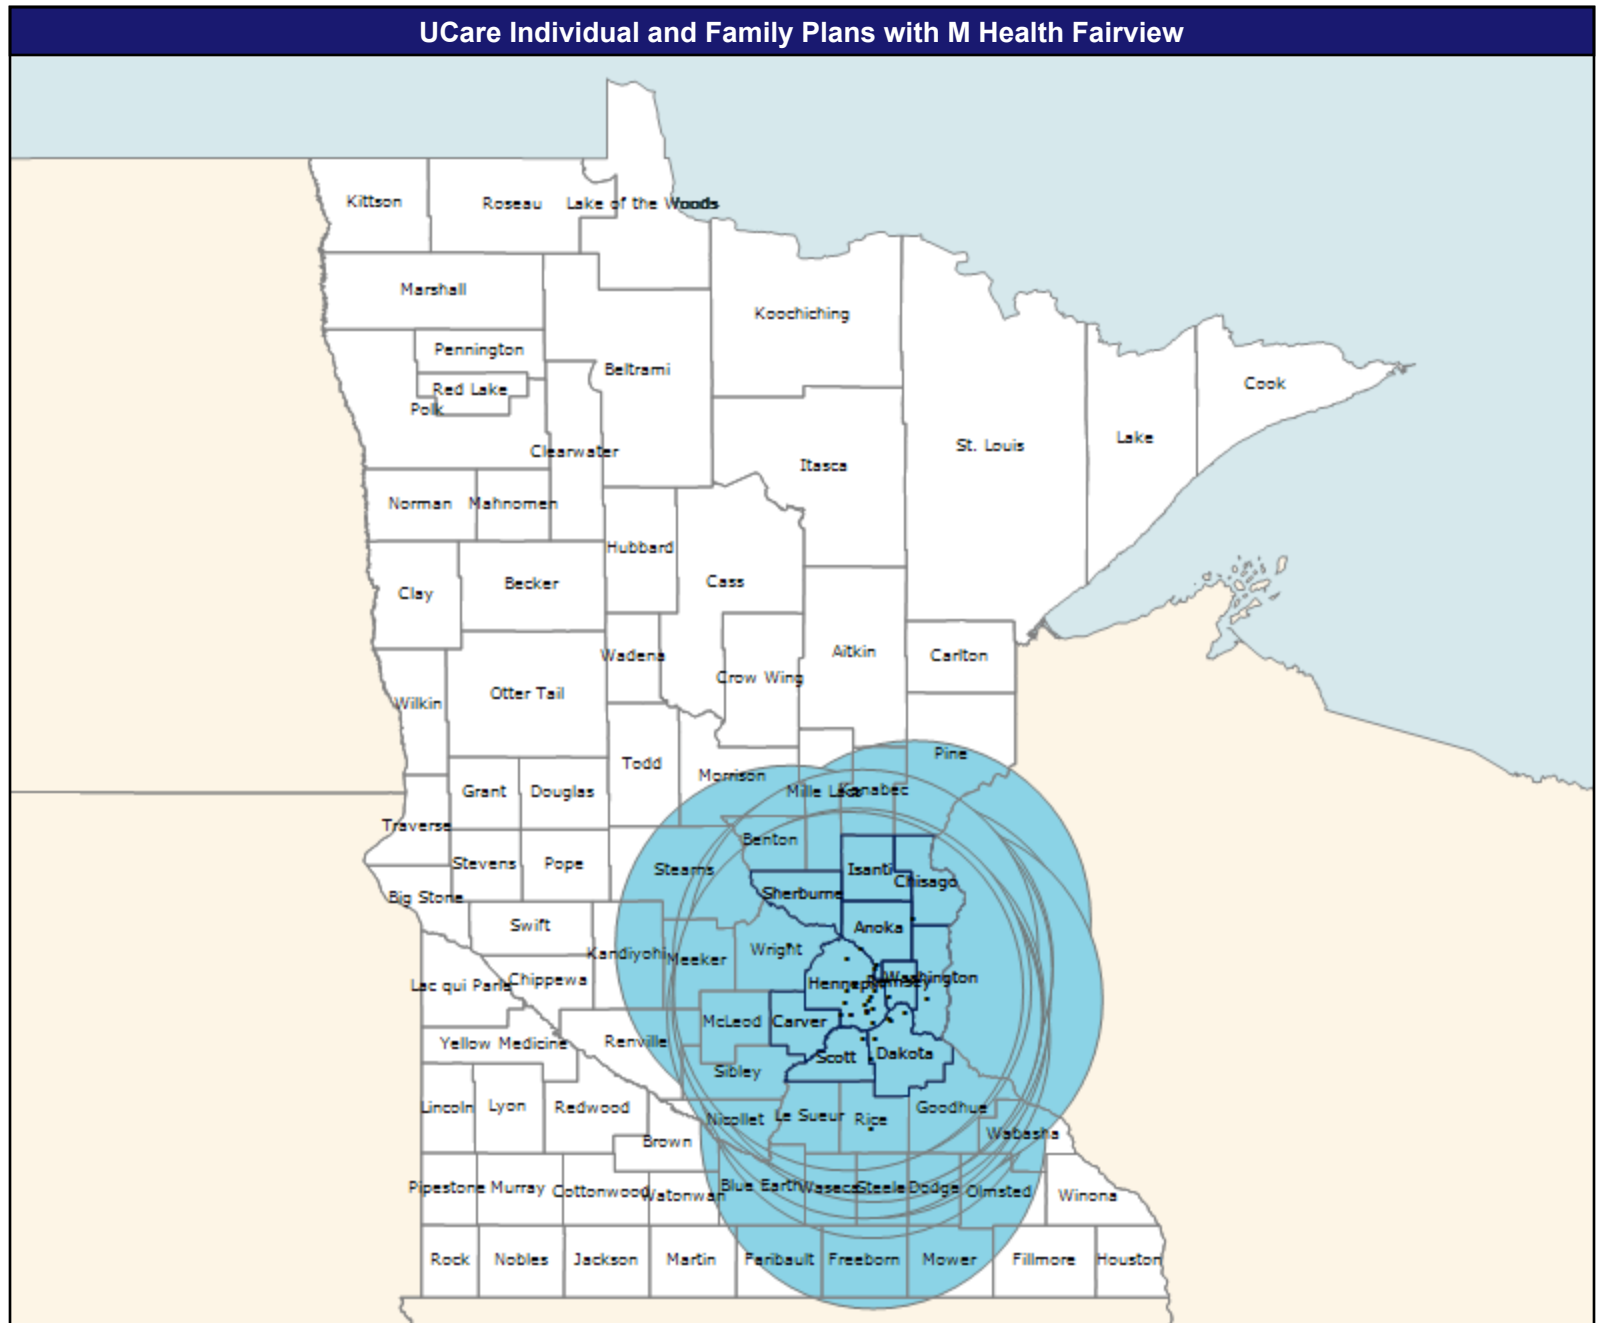 UCare Individual and Family Plans with M Health Fairview
Kittson
Roseau
Lake of the Woods
Marshall
Koochiching
Pennington
Beltrami
Red Lake
Cook
Polk
Lake
St. Louis
Clearwater
Itasca
Norman
Mahnomen
Hubbard
Cass
Becker
Clay
Aitkin
Carlton
Wadena
Crow Wing
Otter Tail
Wilkin
Pine
Todd
Morrison
Grant
Douglas
Mille Lacs
Kanabec
Traverse
Benton
Stevens
Pope
Stearns
Isanti
Chisago
Sherburne
Big Stone
Swift
Anoka
Wright
Kandiyohi
Meeker
Chippewa
Washington
Lac qui Parle
Hennepin
Ramsey
McLeod
Carver
Renville
Yellow Medicine
Scott
Dakota
Sibley
Lincoln
Lyon
Redwood
Goodhue
Nicollet
Le Sueur
Rice
Wabasha
Brown
Pipestone
Murray
Cottonwood
Watonwan
Blue Earth
Waseca
Steele
Dodge
Olmsted
Winona
Rock
Nobles
Jackson
Martin
Faribault
Freeborn
Mower
Fillmore
Houston